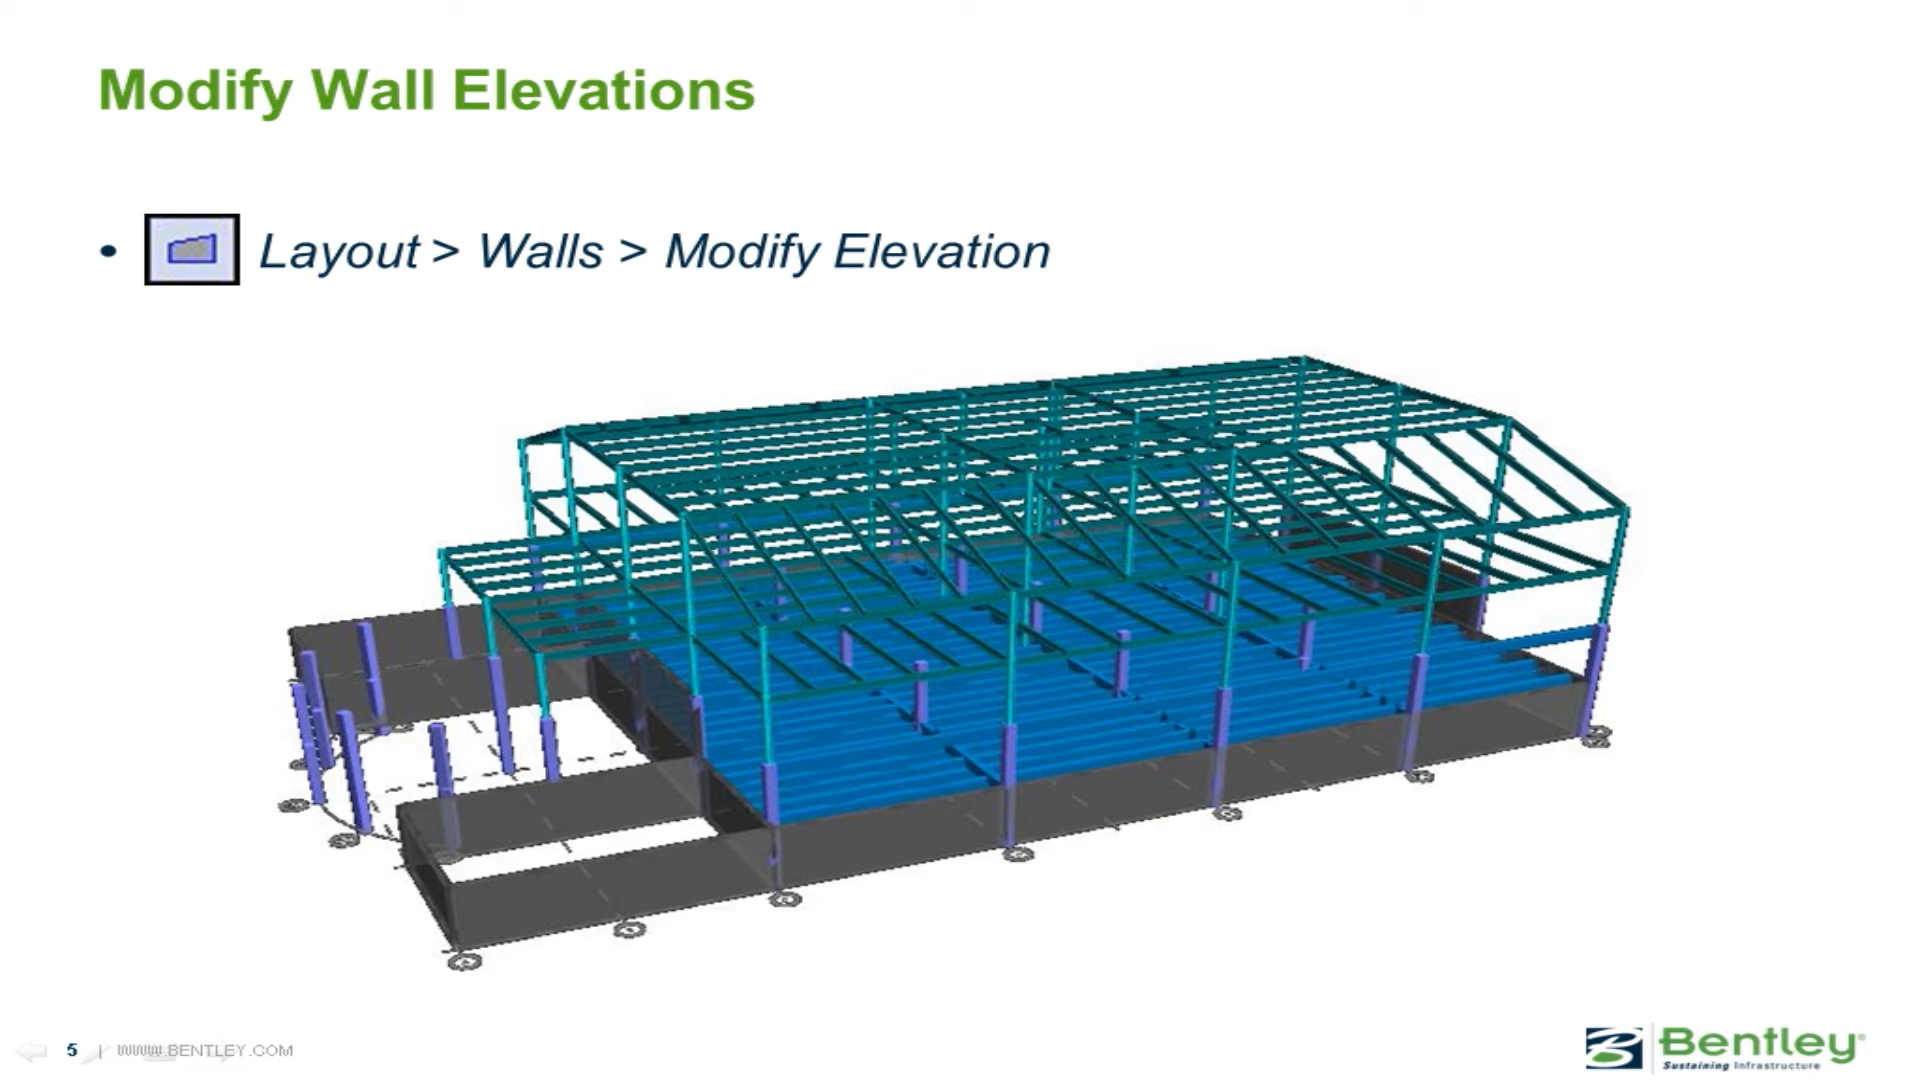 Modify Wall Elevations
• Layout > Walls > Modify Elevation
5 | WWW.BENTLEY.COM
Bentley®
Sustaining Infrastructure